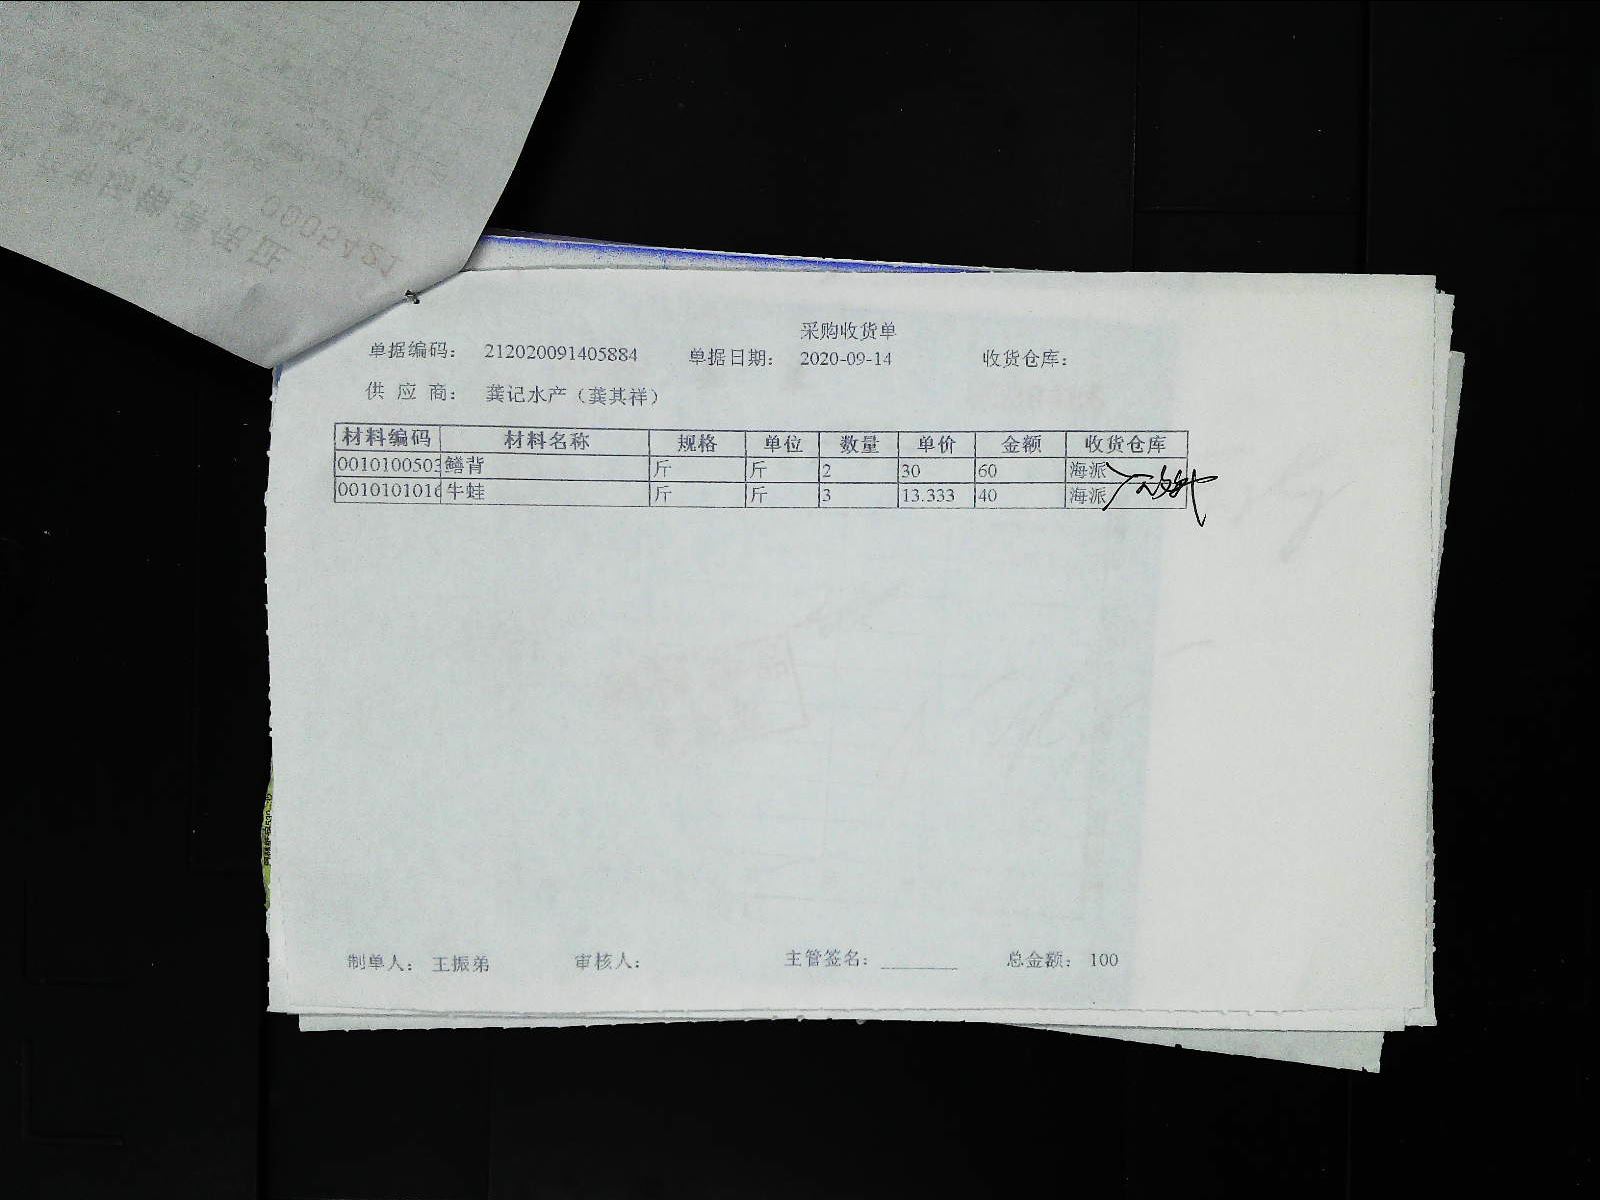 采购收货单
单据编码： 212020091405884 单据日期： 2020-09-14 收货仓库：
供 应 商： 龚记水产（龚其祥）
材料编码 材料名称 规格 单位 数量 单价 金额 收货仓库
0010100503 鳝背 斤 斤 2 30 60 海派
001010101 牛蛙 斤 斤 3 13.333 40 海派
制单人： 王振弟 审核人： 主管签名：________ 总金额： 100